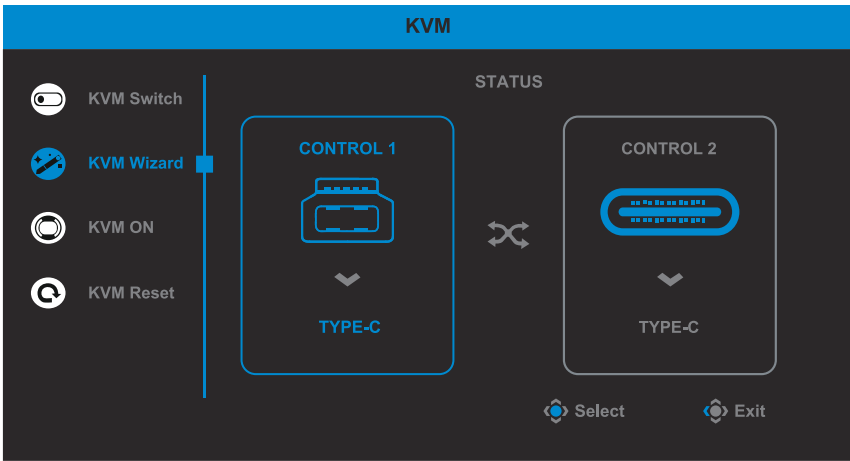 KVM
KVM Switch
KVM Wizard
KVM ON
KVM Reset
STATUS
CONTROL 1
TYPE-C
CONTROL 2
TYPE-C
Select
Exit